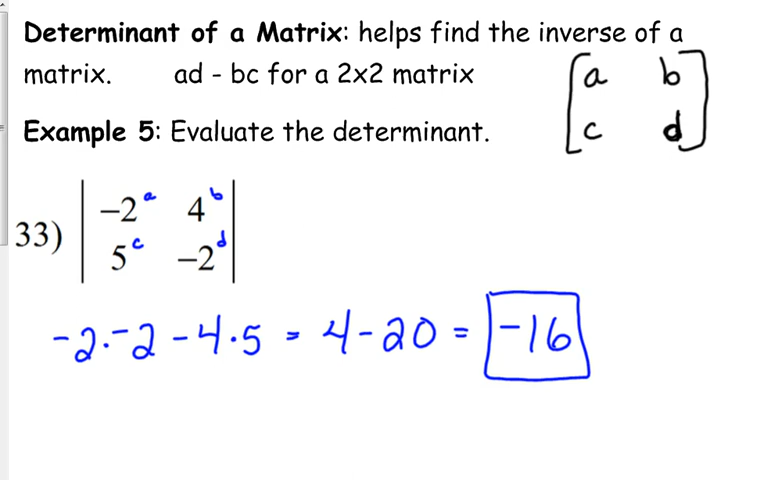 Determinant of a Matrix: helps find the inverse of a
matrix. ad - bc for a 2x2 matrix
a b
c d
Example 5: Evaluate the determinant.
33) −2 a 4 b
5 c −2 d
-2·-2 - 4·5 = 4 - 20 = -16